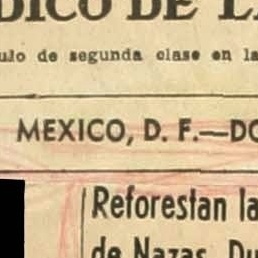 DICO DE L
ulo de segunda clase en la
MEXICO, D. F.—DO
Reforestan la
de Nazas, Du